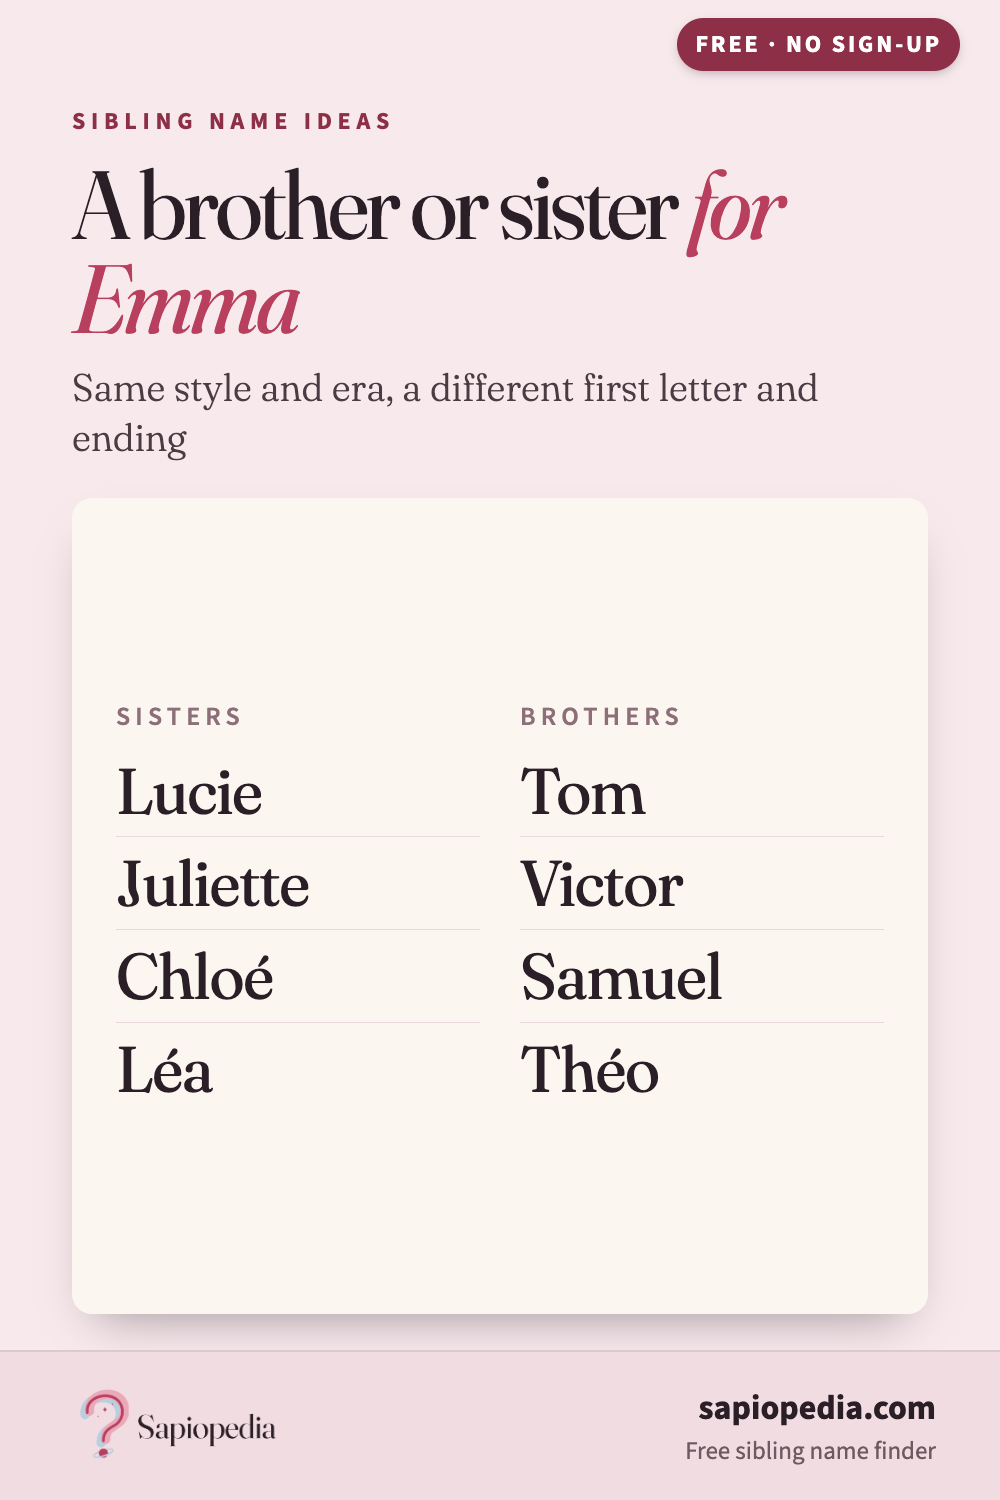 FREE · NO SIGN-UP
SIBLING NAME IDEAS
A brother or sister for
Emma
Same style and era, a different first letter and
ending
SISTERS
Lucie
Juliette
Chloé
Léa
BROTHERS
Tom
Victor
Samuel
Théo
Sapiopedia
sapiopedia.com
Free sibling name finder